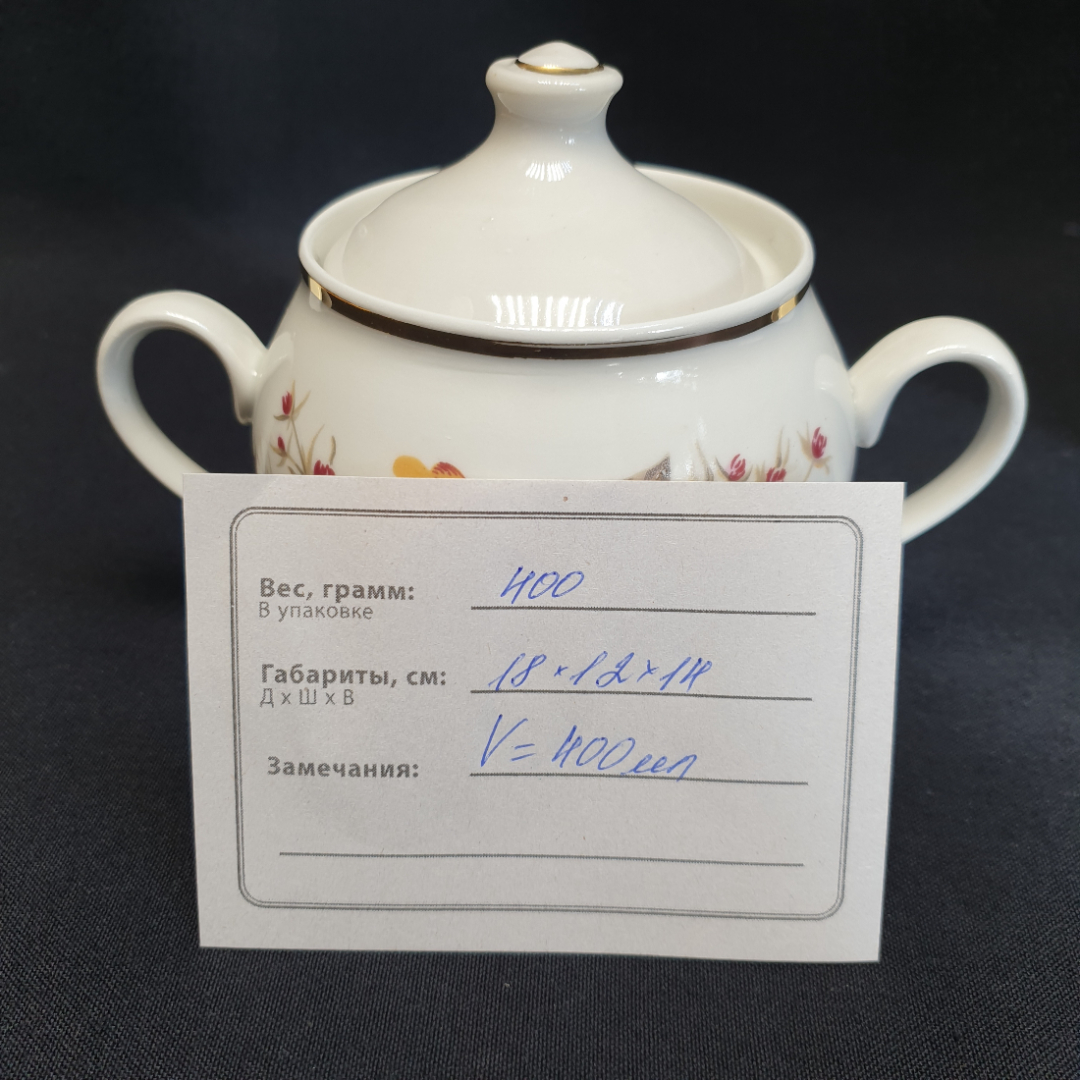 Вес, грамм: 400
В упаковке
Габариты, см: 18×12×14
Д х Ш х В
Замечания: V=400мл